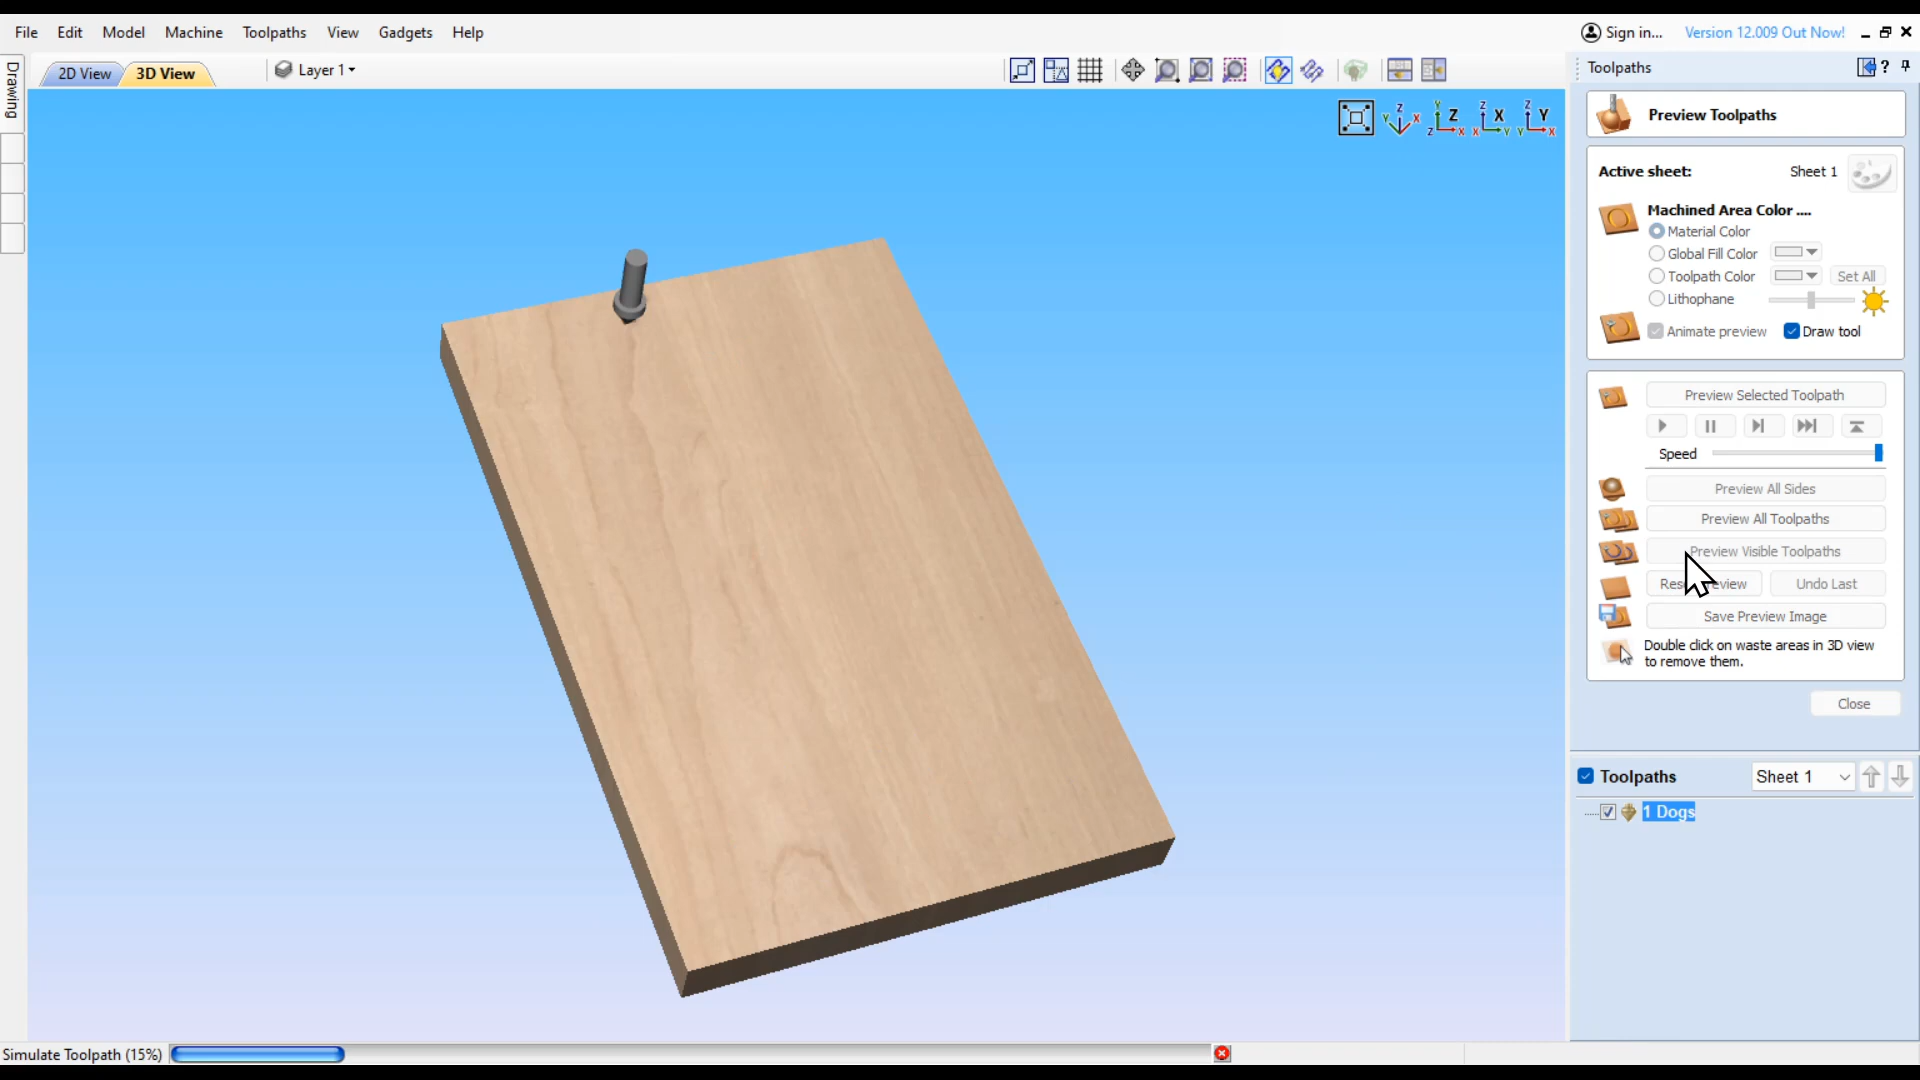 File Edit Model Machine Toolpaths View Gadgets Help
Sign in... Version 12.009 Out Now!
Drawing
2D View 3D View Layer 1
Toolpaths ?
Z Y X
Y Z X Z
Z X Y X
Z Y X Y
Preview Toolpaths
Active sheet: Sheet 1
Machined Area Color ....
Material Color
Global Fill Color
Toolpath Color Set All
Lithophane
Animate preview Draw tool
Preview Selected Toolpath
Speed
Preview All Sides
Preview All Toolpaths
Preview Visible Toolpaths
Undo Last
Save Preview Image
Double click on waste areas in 3D view
to remove them.
Close
Toolpaths Sheet 1
1 Dogs
Simulate Toolpath (15%)